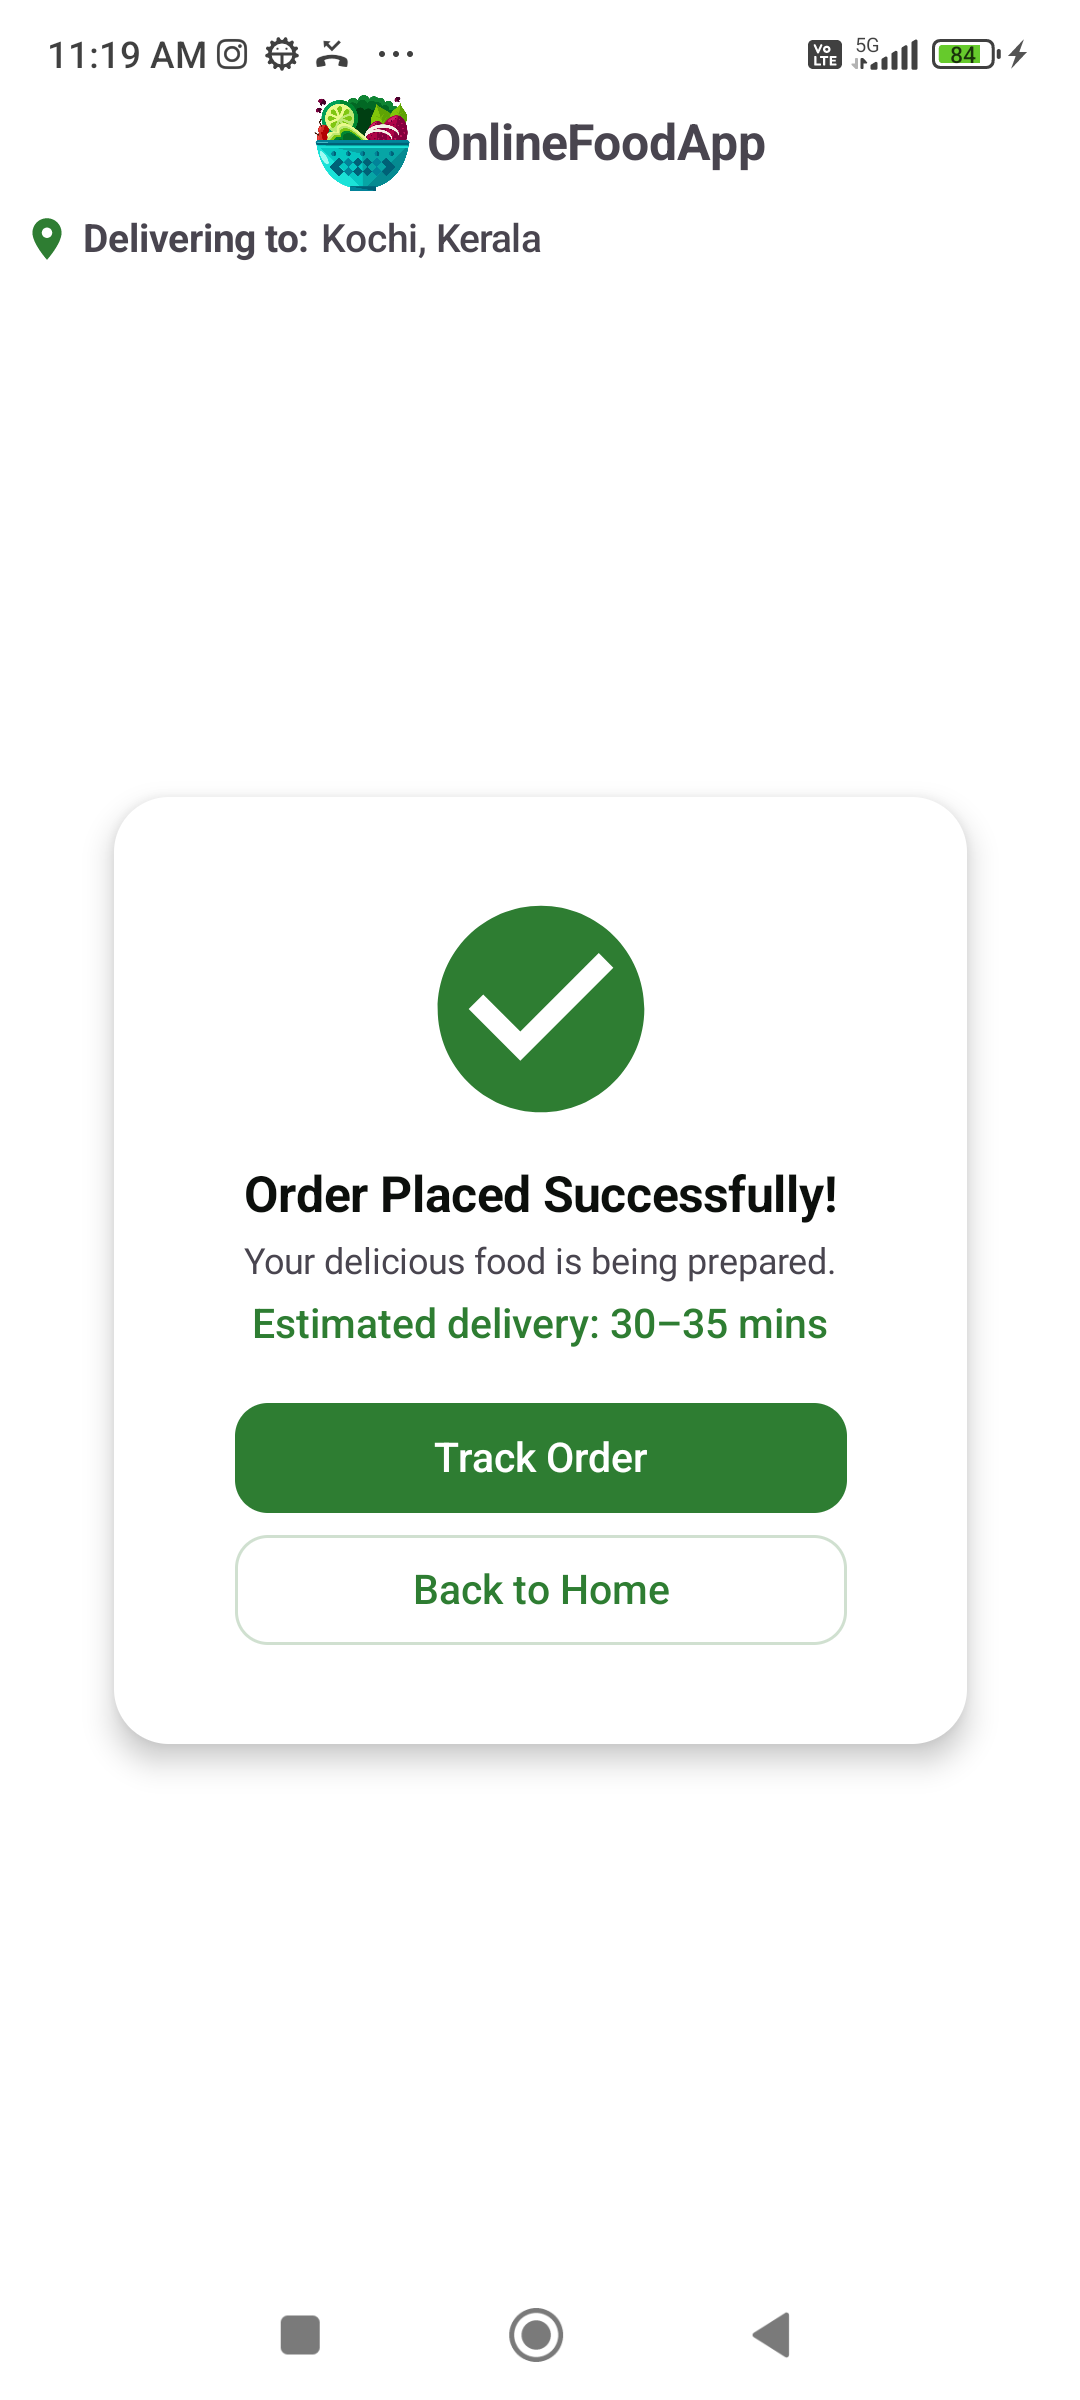 11:19 AM
Vo LTE 5G 84
OnlineFoodApp
Delivering to: Kochi, Kerala
Order Placed Successfully!
Your delicious food is being prepared.
Estimated delivery: 30–35 mins
Track Order
Back to Home